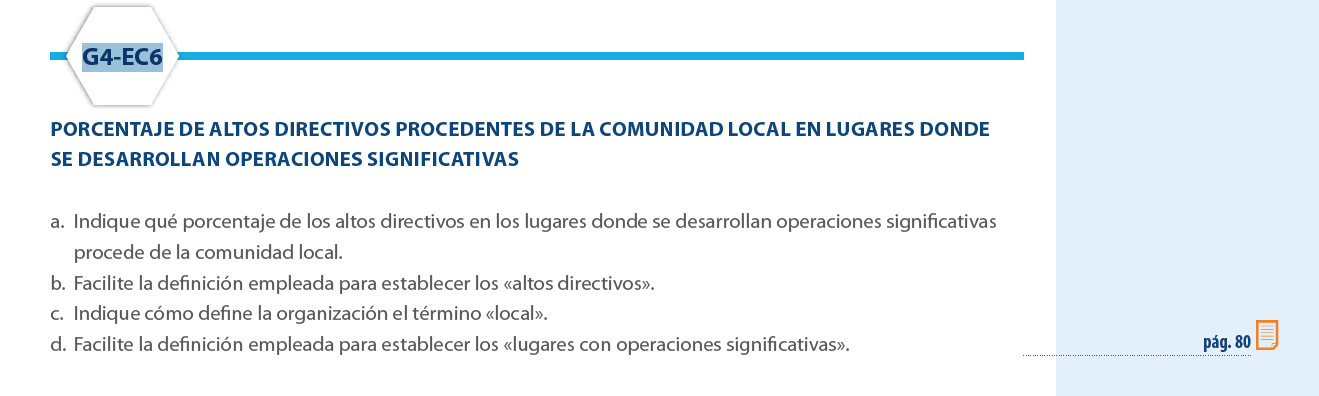 G4-EC6
PORCENTAJE DE ALTOS DIRECTIVOS PROCEDENTES DE LA COMUNIDAD LOCAL EN LUGARES DONDE
SE DESARROLLAN OPERACIONES SIGNIFICATIVAS
a. Indique qué porcentaje de los altos directivos en los lugares donde se desarrollan operaciones significativas
procede de la comunidad local.
b. Facilite la definición empleada para establecer los «altos directivos».
c. Indique cómo define la organización el término «local».
d. Facilite la definición empleada para establecer los «lugares con operaciones significativas».
pág. 80